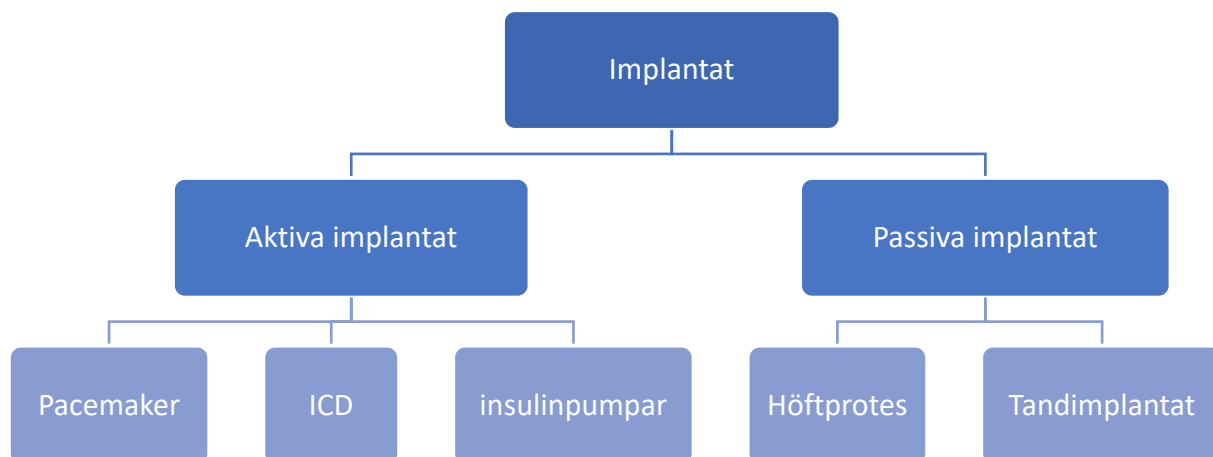 Implantat
Aktiva implantat
Passiva implantat
Pacemaker
ICD
insulinpumpar
Höftprotes
Tandimplantat